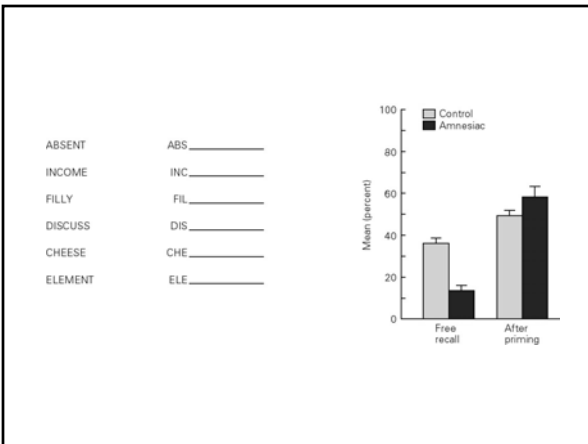 ABSENT ABS
INCOME INC
FILLY FIL
DISCUSS DIS
CHEESE CHE
ELEMENT ELE
Control
Amnesiac
Mean (percent)
100
80
60
40
20
0
Free
recall
After
priming